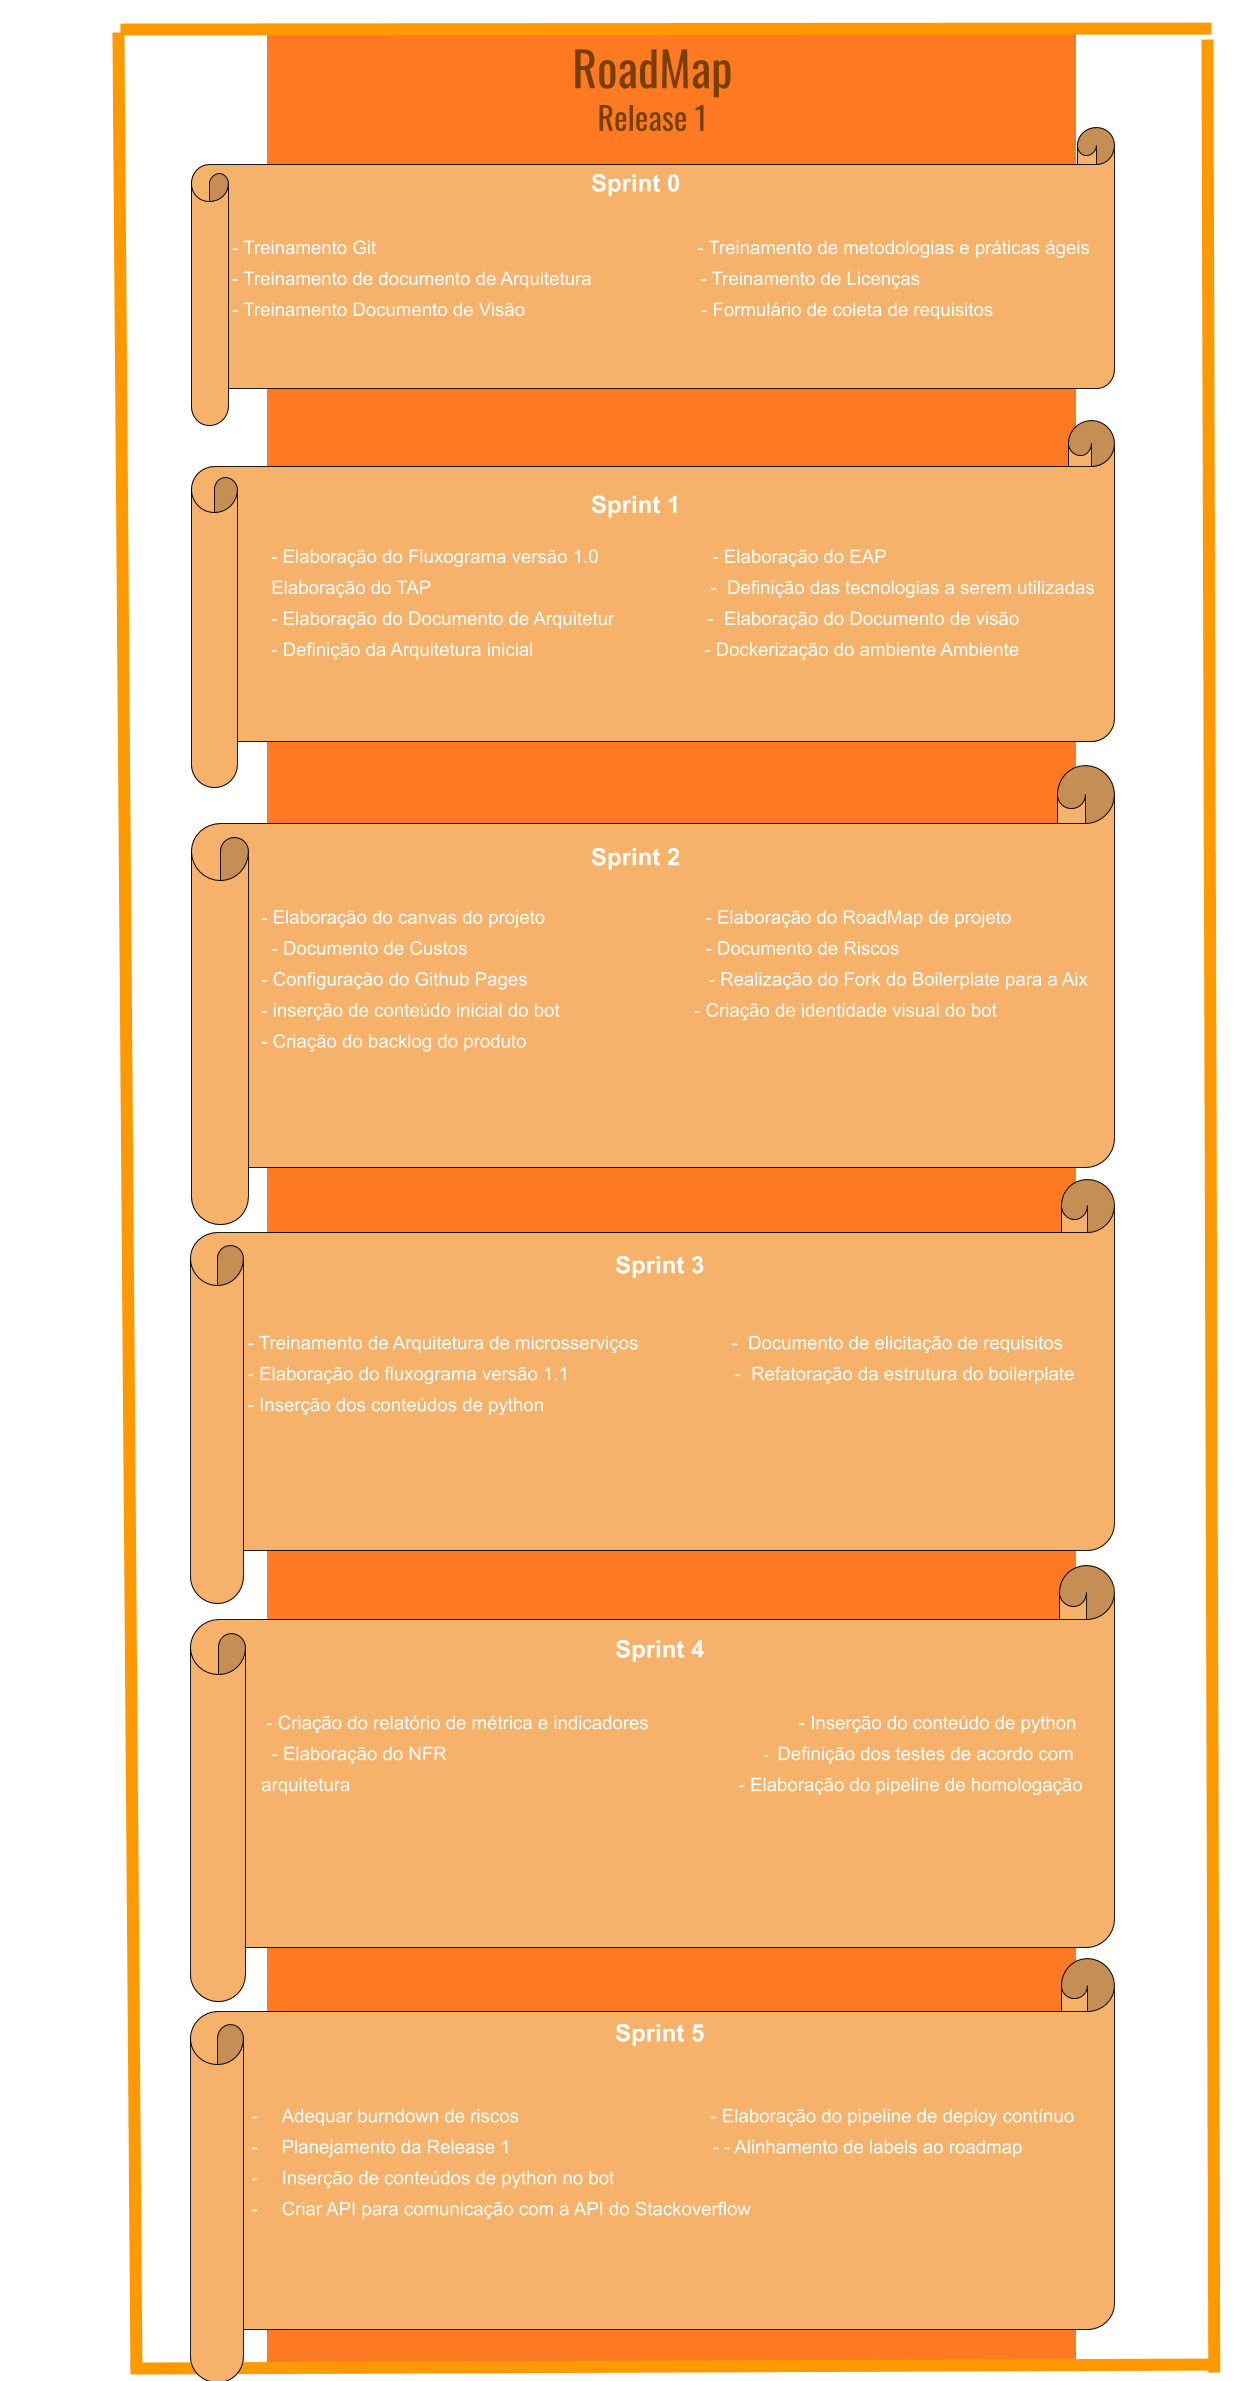 RoadMap
Release 1
Sprint 0
- Treinamento Git - Treinamento de metodologias e práticas ágeis
- Treinamento de documento de Arquitetura - Treinamento de Licenças
- Treinamento Documento de Visão - Formulário de coleta de requisitos
Sprint 1
- Elaboração do Fluxograma versão 1.0 - Elaboração do EAP
Elaboração do TAP - Definição das tecnologias a serem utilizadas
- Elaboração do Documento de Arquitetur - Elaboração do Documento de visão
- Definição da Arquitetura inicial - Dockerização do ambiente Ambiente
Sprint 2
- Elaboração do canvas do projeto - Elaboração do RoadMap de projeto
- Documento de Custos - Documento de Riscos
- Configuração do Github Pages - Realização do Fork do Boilerplate para a Aix
- inserção de conteúdo inicial do bot - Criação de identidade visual do bot
- Criação do backlog do produto
Sprint 3
- Treinamento de Arquitetura de microsserviços - Documento de elicitação de requisitos
- Elaboração do fluxograma versão 1.1 - Refatoração da estrutura do boilerplate
- Inserção dos conteúdos de python
Sprint 4
- Criação do relatório de métrica e indicadores - Inserção do conteúdo de python
- Elaboração do NFR - Definição dos testes de acordo com
arquitetura - Elaboração do pipeline de homologação
Sprint 5
- Adequar burndown de riscos - Elaboração do pipeline de deploy contínuo
- Planejamento da Release 1 - - Alinhamento de labels ao roadmap
- Inserção de conteúdos de python no bot
- Criar API para comunicação com a API do Stackoverflow